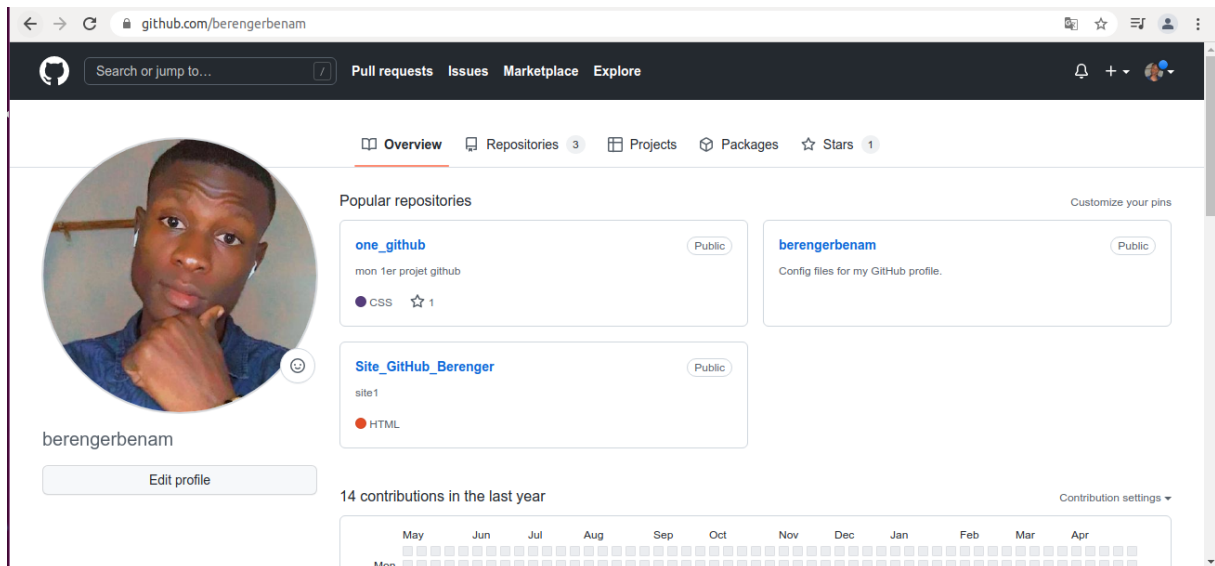 github.com/berengerbenam
Search or jump to... /
Pull requests Issues Marketplace Explore
Overview Repositories 3 Projects Packages Stars 1
Popular repositories Customize your pins
one_github Public
mon 1er projet github
CSS 1
berengerbenam Public
Config files for my GitHub profile.
Site_GitHub_Berenger Public
site1
HTML
berengerbenam
Edit profile
14 contributions in the last year Contribution settings
May Jun Jul Aug Sep Oct Nov Dec Jan Feb Mar Apr
Mon